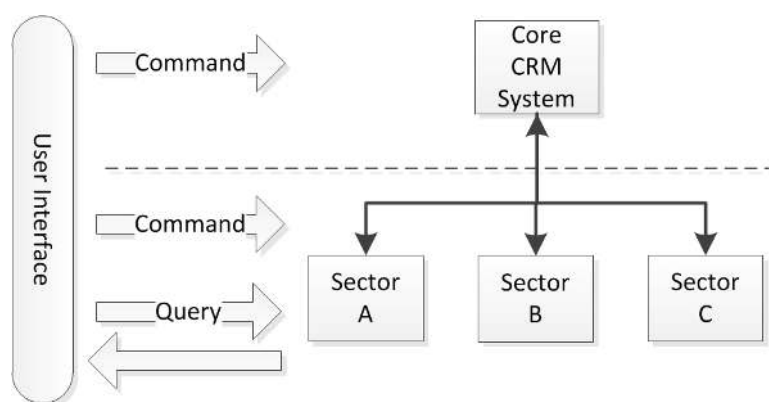 User Interface
Command
Core
CRM
System
Command
Query
Sector
A
Sector
B
Sector
C